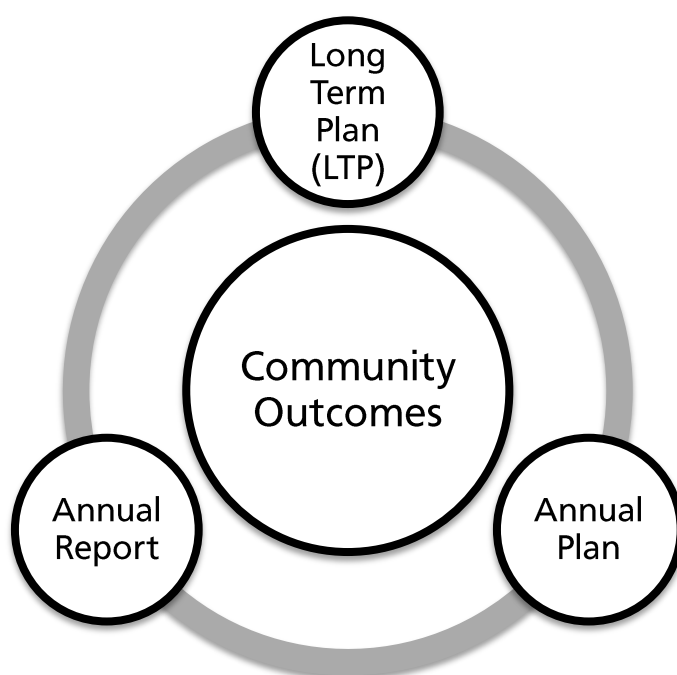 Long
Term
Plan
(LTP)
Community
Outcomes
Annual
Report
Annual
Plan